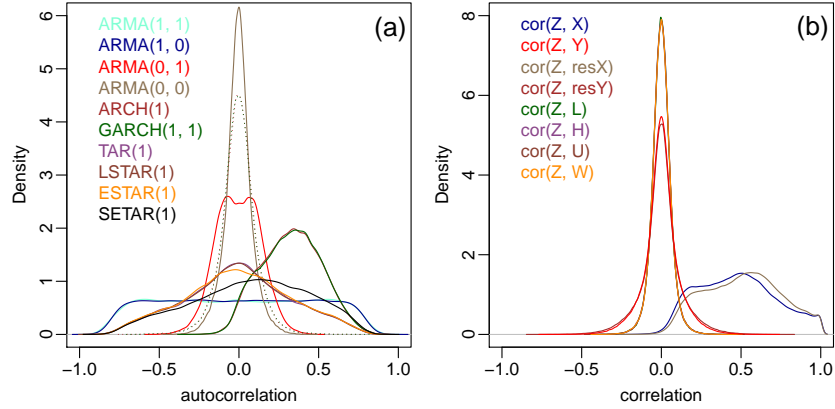 (a)
ARMA(1, 1)
ARMA(1, 0)
ARMA(0, 1)
ARMA(0, 0)
ARCH(1)
GARCH(1, 1)
TAR(1)
LSTAR(1)
ESTAR(1)
SETAR(1)
Density
0
1
2
3
4
5
6
−1.0
−0.5
0.0
0.5
1.0
autocorrelation
(b)
cor(Z, X)
cor(Z, Y)
cor(Z, resX)
cor(Z, resY)
cor(Z, L)
cor(Z, H)
cor(Z, U)
cor(Z, W)
Density
0
2
4
6
8
−1.0
−0.5
0.0
0.5
1.0
correlation